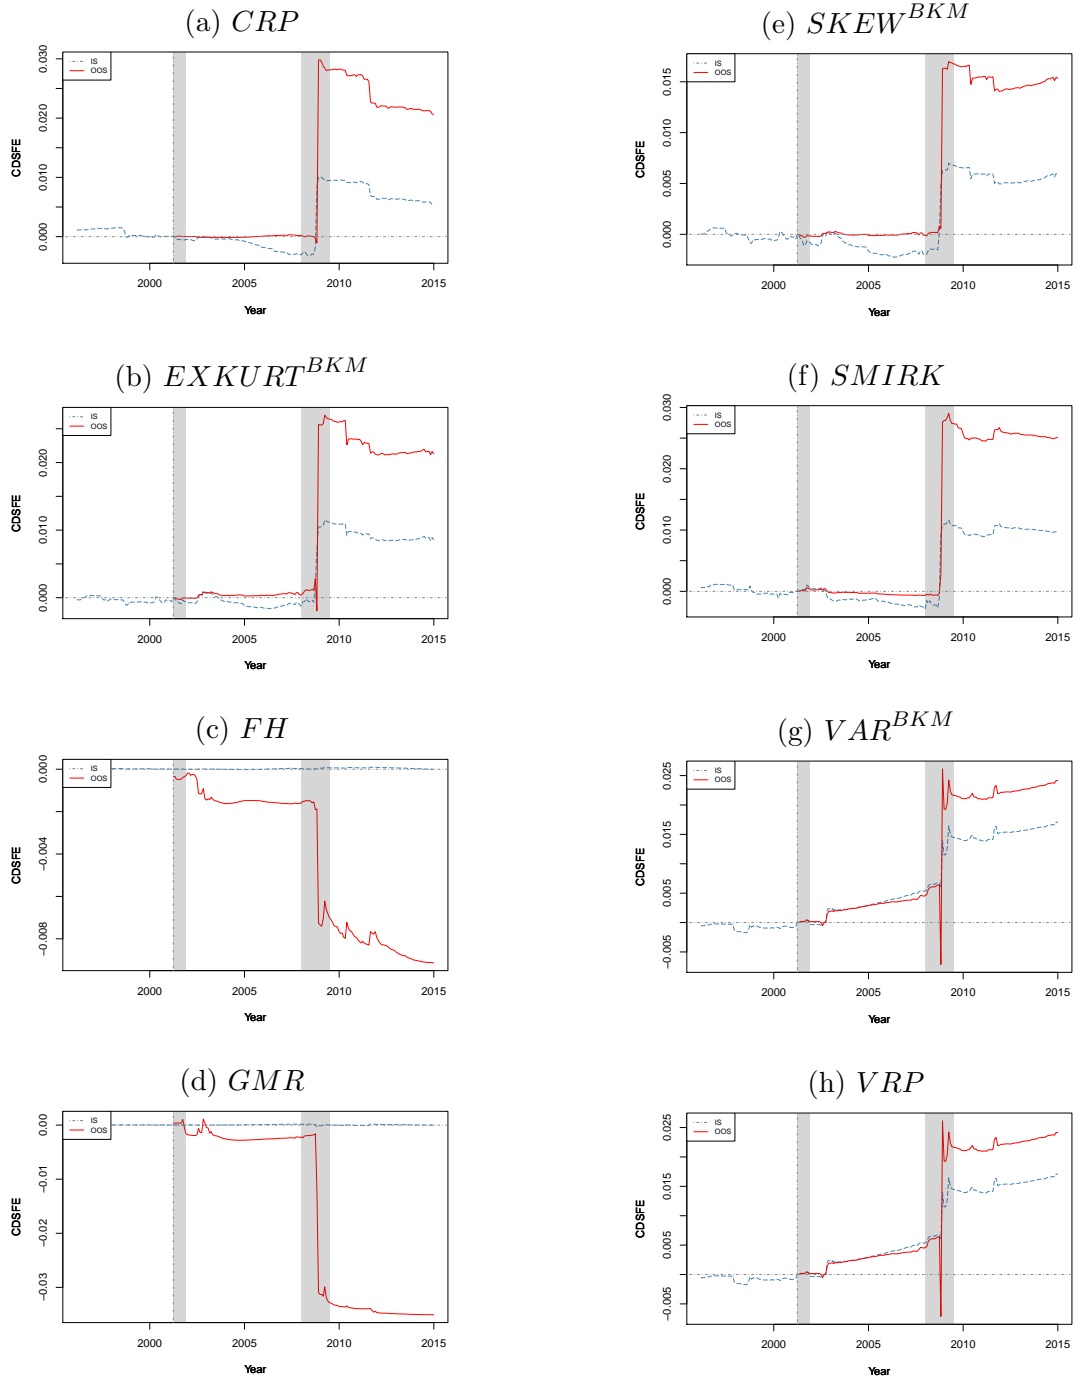 (a) CRP
IS
OOS
0.030
0.020
0.010
0.000
CDSFE
2000 2005 2010 2015
Year
(b) EXKURT^BKM
IS
OOS
0.020
0.010
0.000
CDSFE
2000 2005 2010 2015
Year
(c) FH
IS
OOS
0.000
−0.004
−0.008
CDSFE
2000 2005 2010 2015
Year
(d) GMR
IS
OOS
0.00
−0.01
−0.02
−0.03
CDSFE
2000 2005 2010 2015
Year
(e) SKEW^BKM
IS
OOS
0.015
0.010
0.005
0.000
CDSFE
2000 2005 2010 2015
Year
(f) SMIRK
IS
OOS
0.030
0.020
0.010
0.000
CDSFE
2000 2005 2010 2015
Year
(g) VAR^BKM
IS
OOS
0.025
0.015
0.005
−0.005
CDSFE
2000 2005 2010 2015
Year
(h) VRP
IS
OOS
0.025
0.015
0.005
−0.005
CDSFE
2000 2005 2010 2015
Year